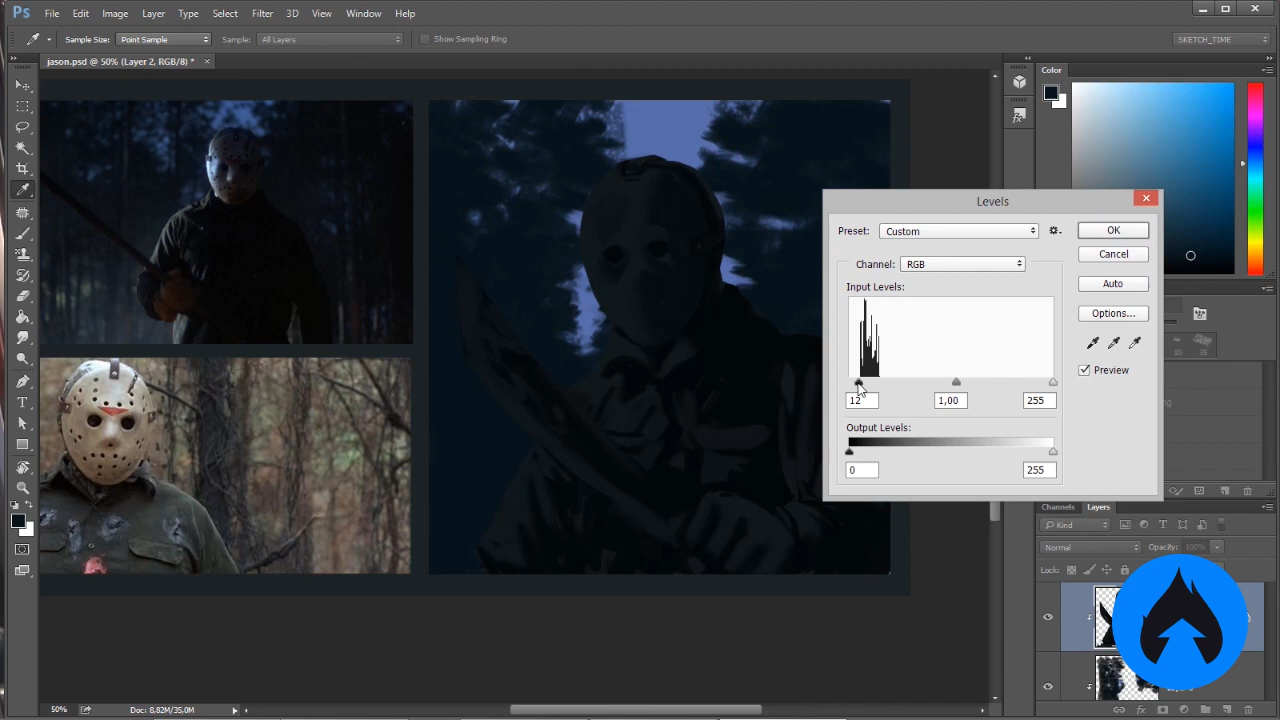 Ps File Edit Image Layer Type Select Filter 3D View Window Help
Sample Size: Point Sample Sample: All Layers Show Sampling Ring SKETCH_TIME
jason.psd @ 50% (Layer 2, RGB/8) * ×
Color
Levels
Preset: Custom OK
Cancel
Channel: RGB
Auto
Input Levels:
Options...
10 35
Preview
12 1,00 255
Output Levels:
0 255
Channels Layers
Kind
Normal Opacity: 100%
Lock:
50% Doc: 8,82M/35,0M